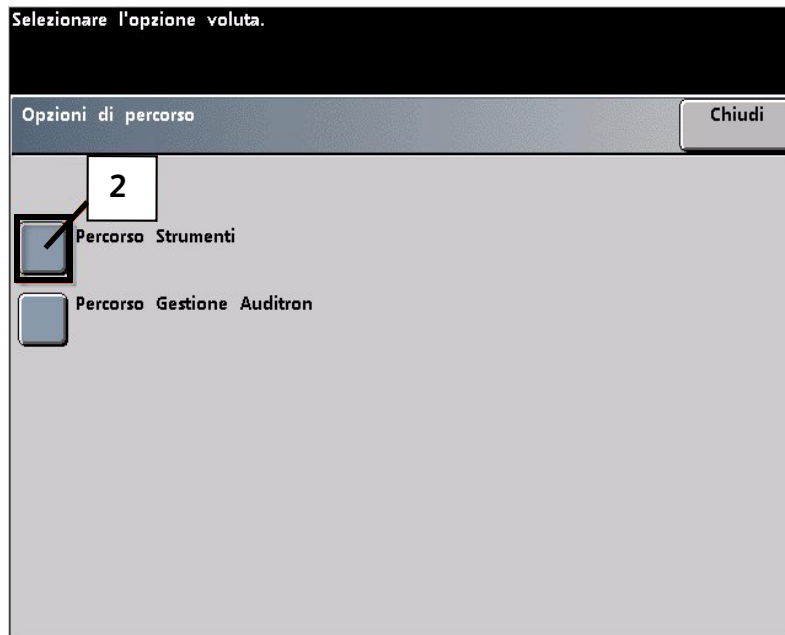 Selezionare l'opzione voluta.
Opzioni di percorso
Chiudi
2
Percorso Strumenti
Percorso Gestione Auditron